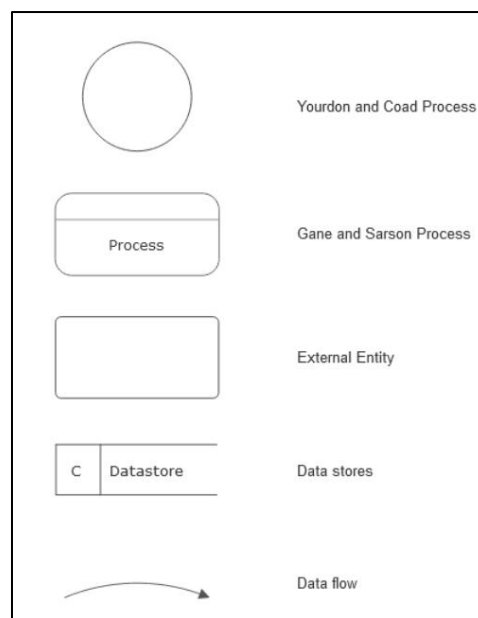 Yourdon and Coad Process
Process
Gane and Sarson Process
External Entity
C
Datastore
Data stores
Data flow